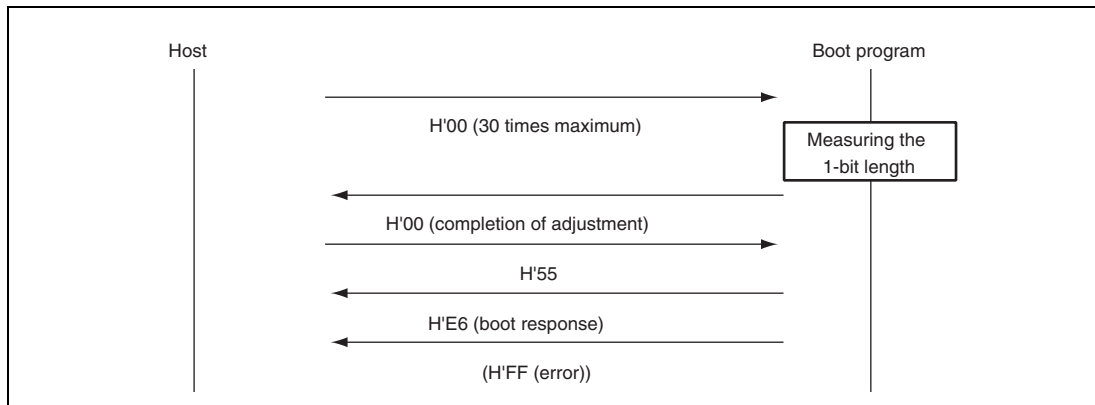 Host
Boot program
H'00 (30 times maximum)
Measuring the
1-bit length
H'00 (completion of adjustment)
H'55
H'E6 (boot response)
(H'FF (error))